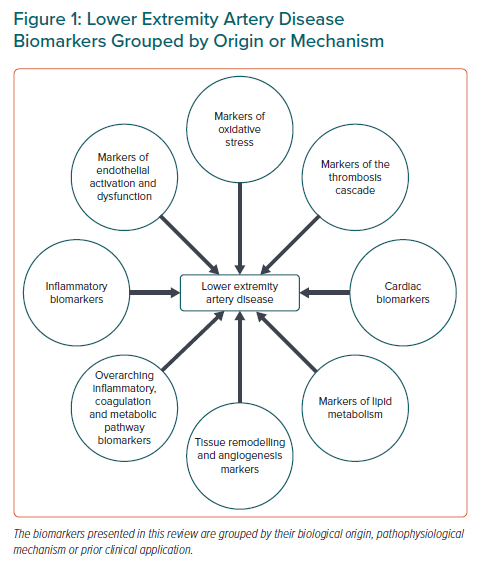 Figure 1: Lower Extremity Artery Disease
Biomarkers Grouped by Origin or Mechanism
Markers of
oxidative
stress
Markers of
endothelial
activation and
dysfunction
Markers of the
thrombosis
cascade
Inflammatory
biomarkers
Lower extremity
artery disease
Cardiac
biomarkers
Overarching
inflammatory,
coagulation
and metabolic
pathway
biomarkers
Markers of lipid
metabolism
Tissue remodelling
and angiogenesis
markers
The biomarkers presented in this review are grouped by their biological origin, pathophysiological
mechanism or prior clinical application.